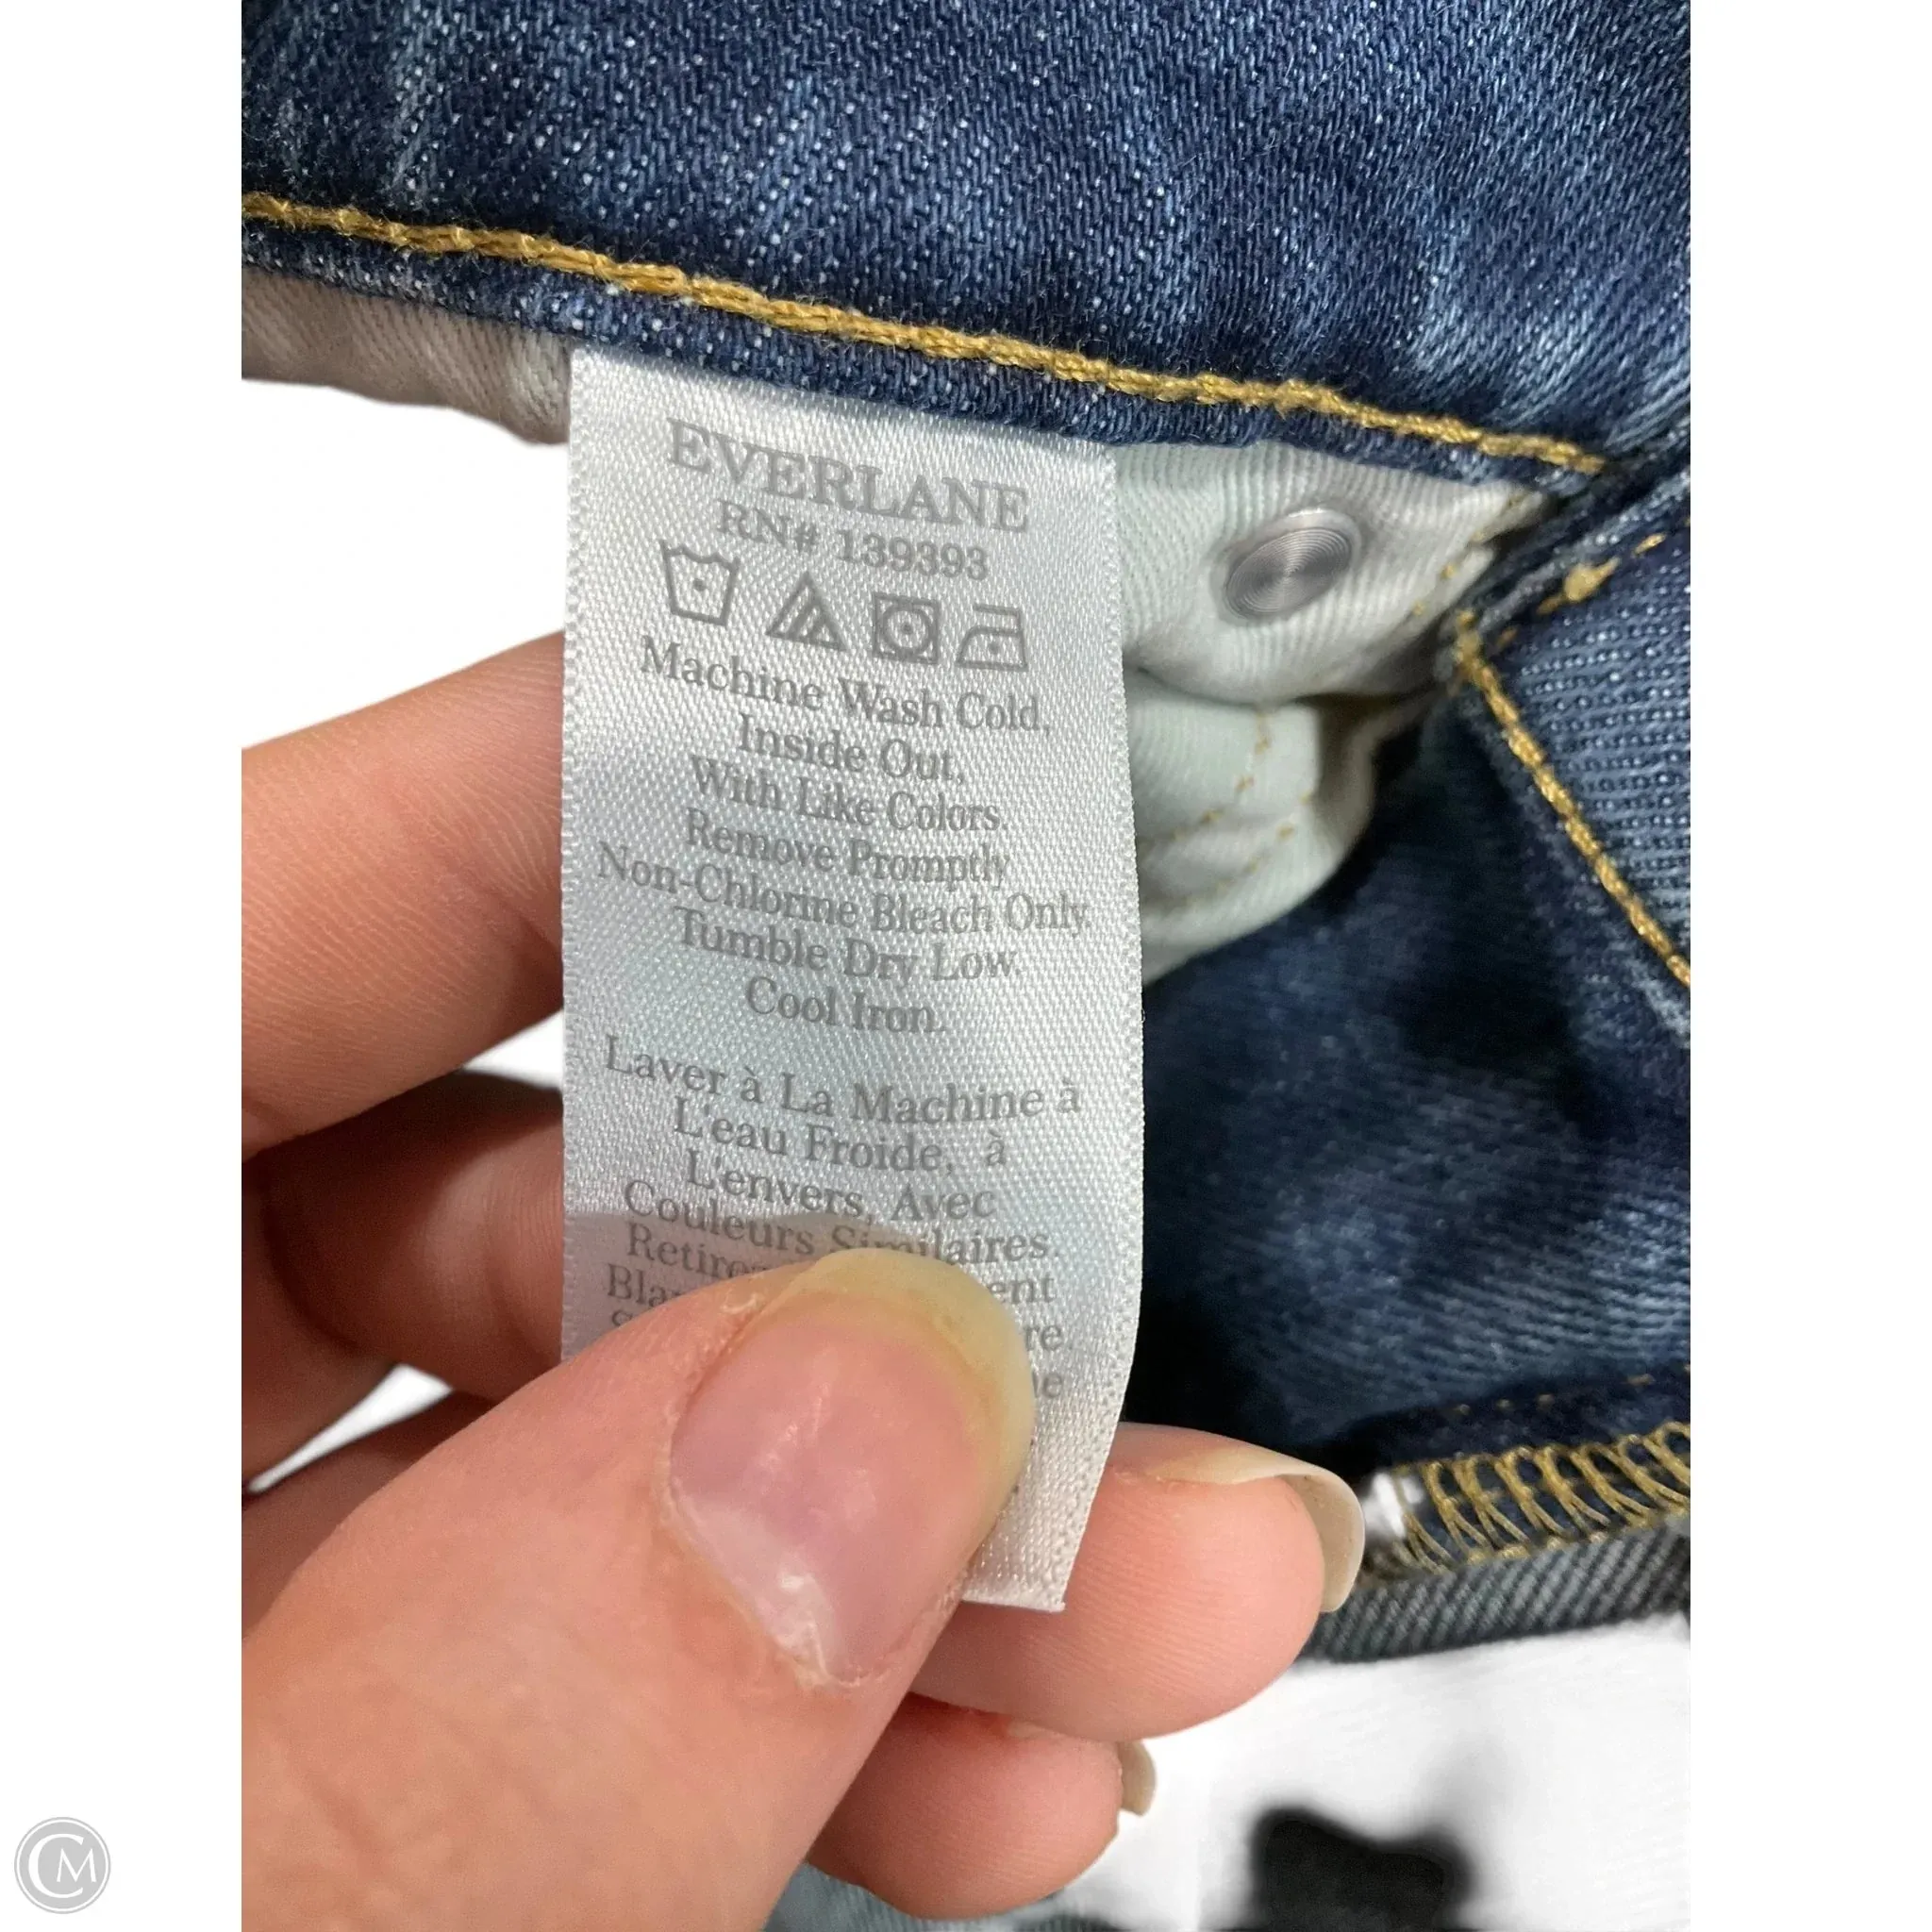 EVERLANE
RN# 139393
Machine Wash Cold,
Inside Out,
With Like Colors.
Remove Promptly
Non-Chlorine Bleach Only.
Tumble Dry Low.
Cool Iron.
Laver à La Machine à
L'eau Froide, à
L'envers, Avec
Couleurs Similaires.
CM